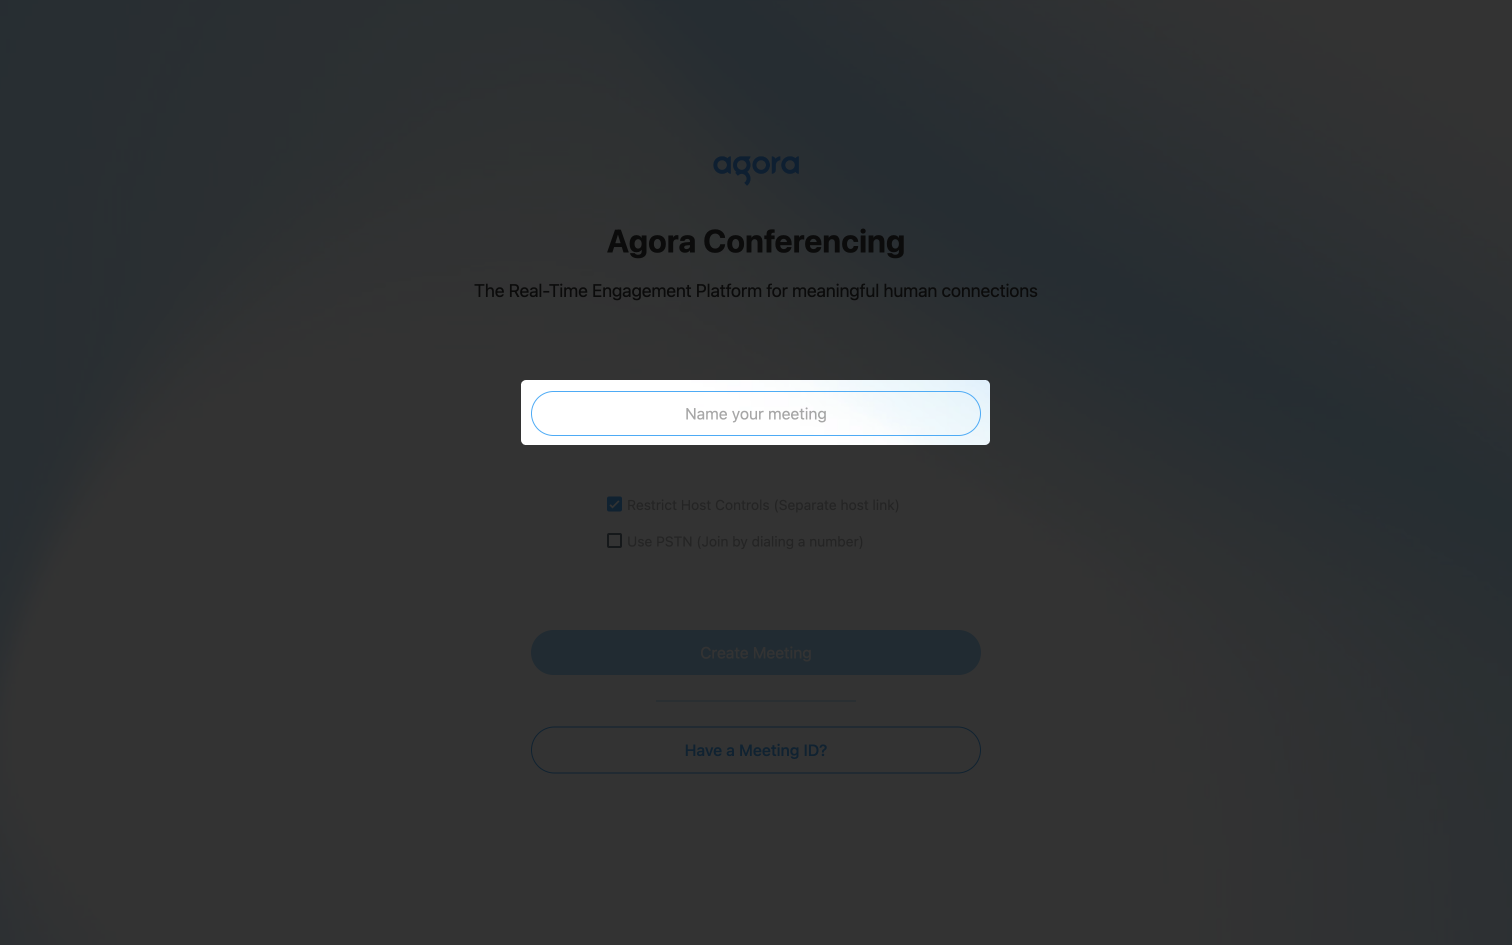 agora
Agora Conferencing
The Real-Time Engagement Platform for meaningful human connections
Name your meeting
Restrict Host Controls (Separate host link)
Use PSTN (Join by dialing a number)
Create Meeting
Have a Meeting ID?